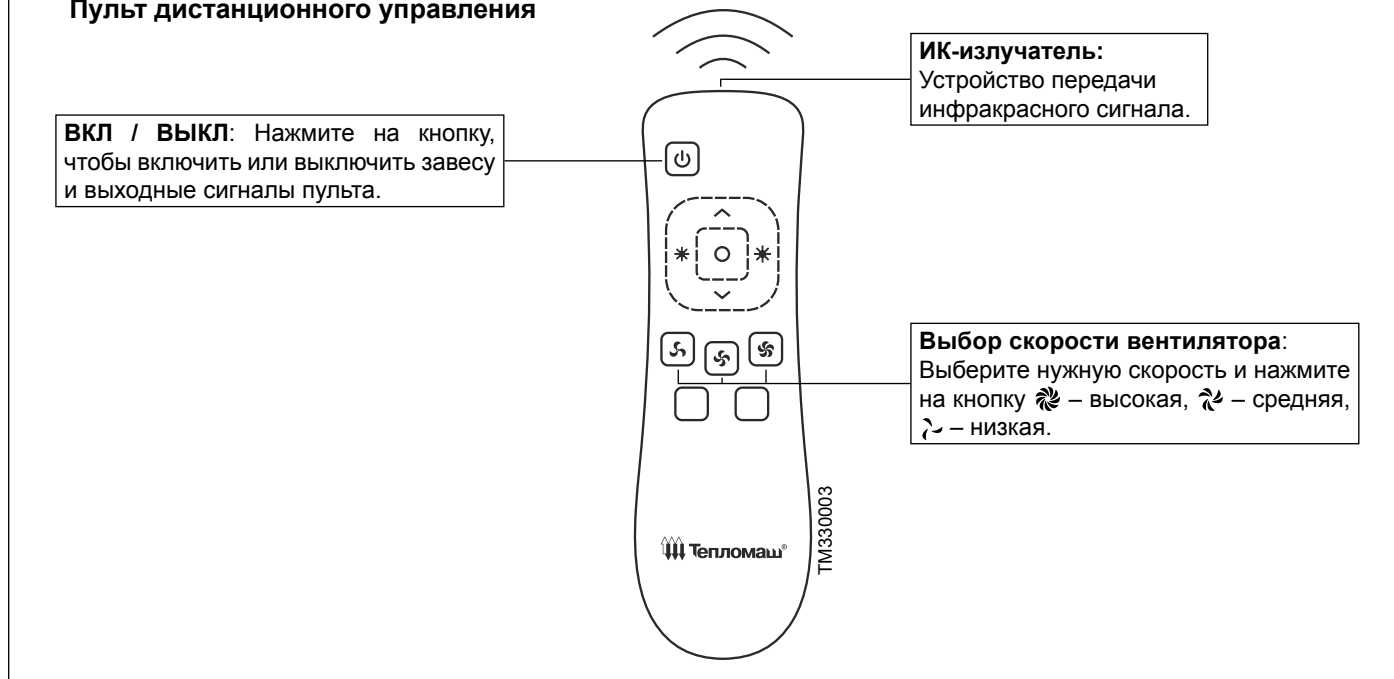 Пульт дистанционного управления
ИК-излучатель:
Устройство передачи
инфракрасного сигнала.
ВКЛ / ВЫКЛ: Нажмите на кнопку,
чтобы включить или выключить завесу
и выходные сигналы пульта.
Выбор скорости вентилятора:
Выберите нужную скорость и нажмите
на кнопку – высокая, – средняя,
– низкая.
TM330003
Тепломаш®